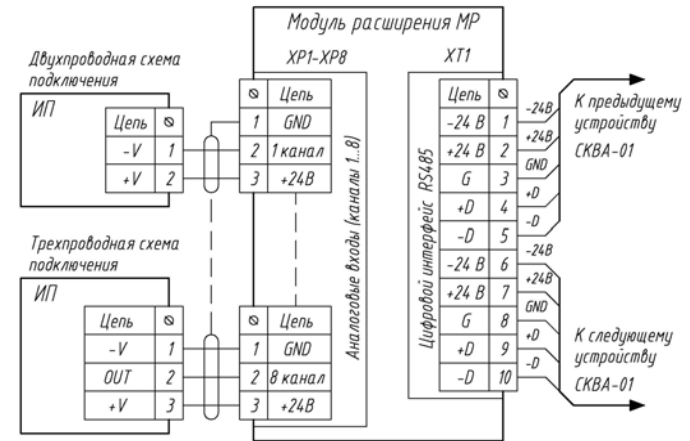 Модуль расширения МР
ХР1-ХР8
ХТ1
Двухпроводная схема
подключения
ИП
Цепь ⌀
-V 1
+V 2
⌀ Цепь
1 GND
2 1 канал
3 +24В
Трехпроводная схема
подключения
ИП
Цепь ⌀
-V 1
OUT 2
+V 3
⌀ Цепь
1 GND
2 8 канал
3 +24В
Аналоговые входы (каналы 1...8)
Цифровой интерфейс RS485
Цепь ⌀
-24 В 1
+24 В 2
G 3
+D 4
-D 5
-24 В 6
+24 В 7
G 8
+D 9
-D 10
-24В
+24В
GND
+D
-D
-24В
+24В
GND
+D
-D
К предыдущему
устройству
СКВА-01
К следующему
устройству
СКВА-01